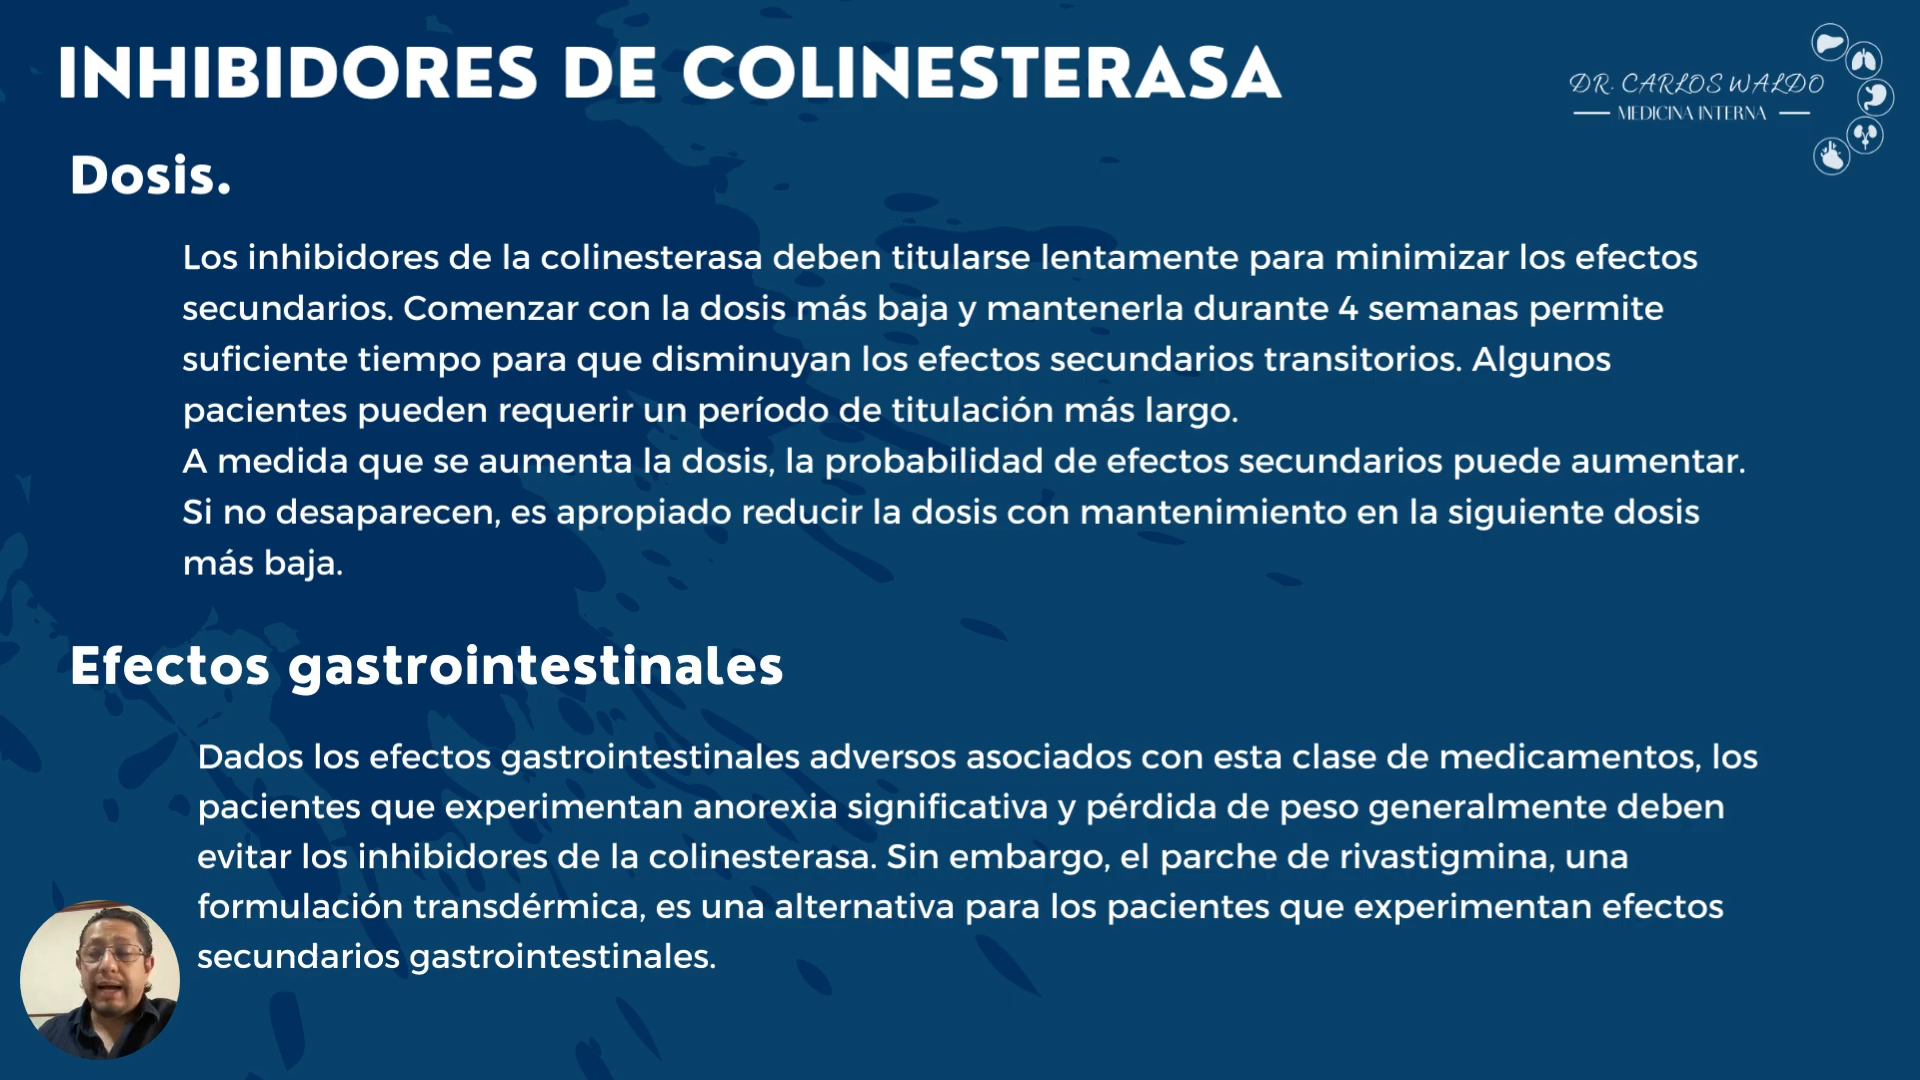 INHIBIDORES DE COLINESTERASA
DR. CARLOS WALDO
MEDICINA INTERNA
Dosis.
Los inhibidores de la colinesterasa deben titularse lentamente para minimizar los efectos
secundarios. Comenzar con la dosis más baja y mantenerla durante 4 semanas permite
suficiente tiempo para que disminuyan los efectos secundarios transitorios. Algunos
pacientes pueden requerir un período de titulación más largo.
A medida que se aumenta la dosis, la probabilidad de efectos secundarios puede aumentar.
Si no desaparecen, es apropiado reducir la dosis con mantenimiento en la siguiente dosis
más baja.
Efectos gastrointestinales
Dados los efectos gastrointestinales adversos asociados con esta clase de medicamentos, los
pacientes que experimentan anorexia significativa y pérdida de peso generalmente deben
evitar los inhibidores de la colinesterasa. Sin embargo, el parche de rivastigmina, una
formulación transdérmica, es una alternativa para los pacientes que experimentan efectos
secundarios gastrointestinales.